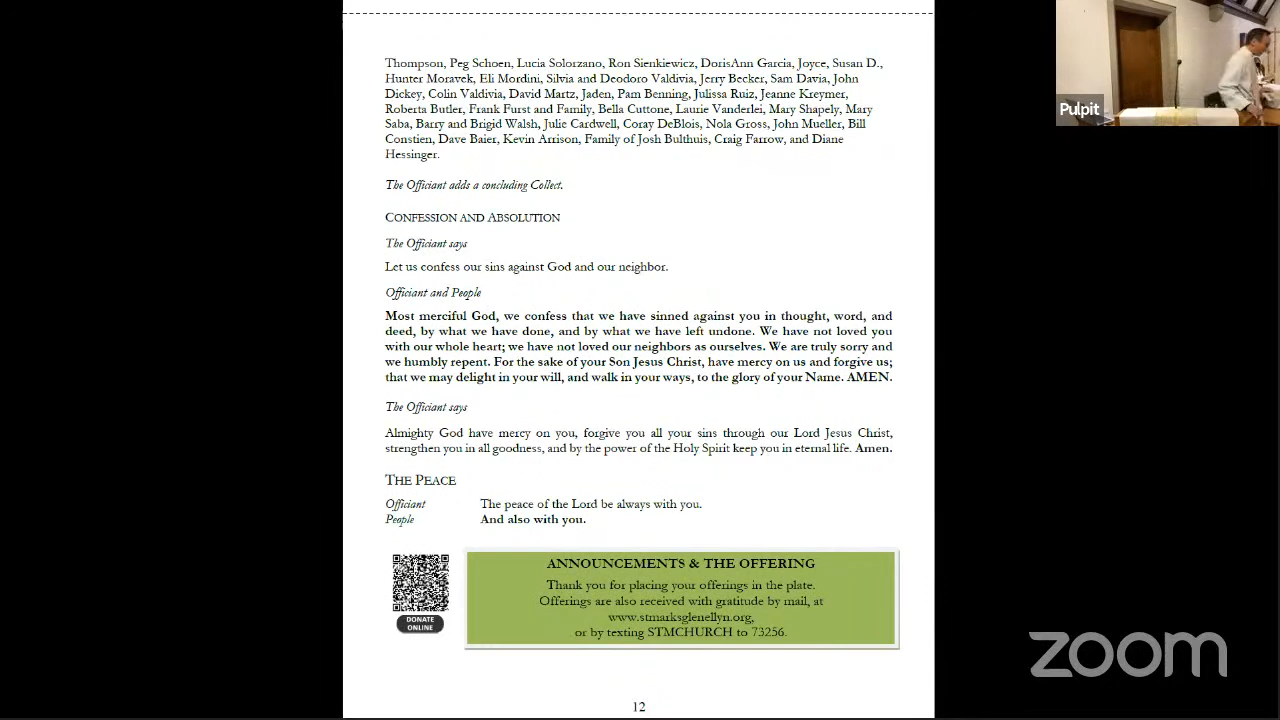 Thompson, Peg Schoen, Lucia Solorzano, Ron Sienkiewicz, DorisAnn Garcia, Joyce, Susan D.,
Hunter Moravek, Eli Mordini, Silvia and Deodoro Valdivia, Jerry Becker, Sam Davia, John
Dickey, Colin Valdivia, David Martz, Jaden, Pam Benning, Julissa Ruiz, Jeanne Kreymer,
Roberta Butler, Frank Furst and Family, Bella Cuttone, Laurie Vanderlei, Mary Shapely, Mary
Saba, Barry and Brigid Walsh, Julie Cardwell, Coray DeBlois, Nola Gross, John Mueller, Bill
Constien, Dave Baier, Kevin Arrison, Family of Josh Bulthuis, Craig Farrow, and Diane
Hessinger.
The Officiant adds a concluding Collect.
CONFESSION AND ABSOLUTION
The Officiant says
Let us confess our sins against God and our neighbor.
Officiant and People
Most merciful God, we confess that we have sinned against you in thought, word, and
deed, by what we have done, and by what we have left undone. We have not loved you
with our whole heart; we have not loved our neighbors as ourselves. We are truly sorry and
we humbly repent. For the sake of your Son Jesus Christ, have mercy on us and forgive us;
that we may delight in your will, and walk in your ways, to the glory of your Name. AMEN.
The Officiant says
Almighty God have mercy on you, forgive you all your sins through our Lord Jesus Christ,
strengthen you in all goodness, and by the power of the Holy Spirit keep you in eternal life. Amen.
THE PEACE
Officiant The peace of the Lord be always with you.
People And also with you.
DONATE
ONLINE
ANNOUNCEMENTS & THE OFFERING
Thank you for placing your offerings in the plate.
Offerings are also received with gratitude by mail, at
www.stmarksglenellyn.org,
or by texting STMCHURCH to 73256.
12
Pulpit
zoom